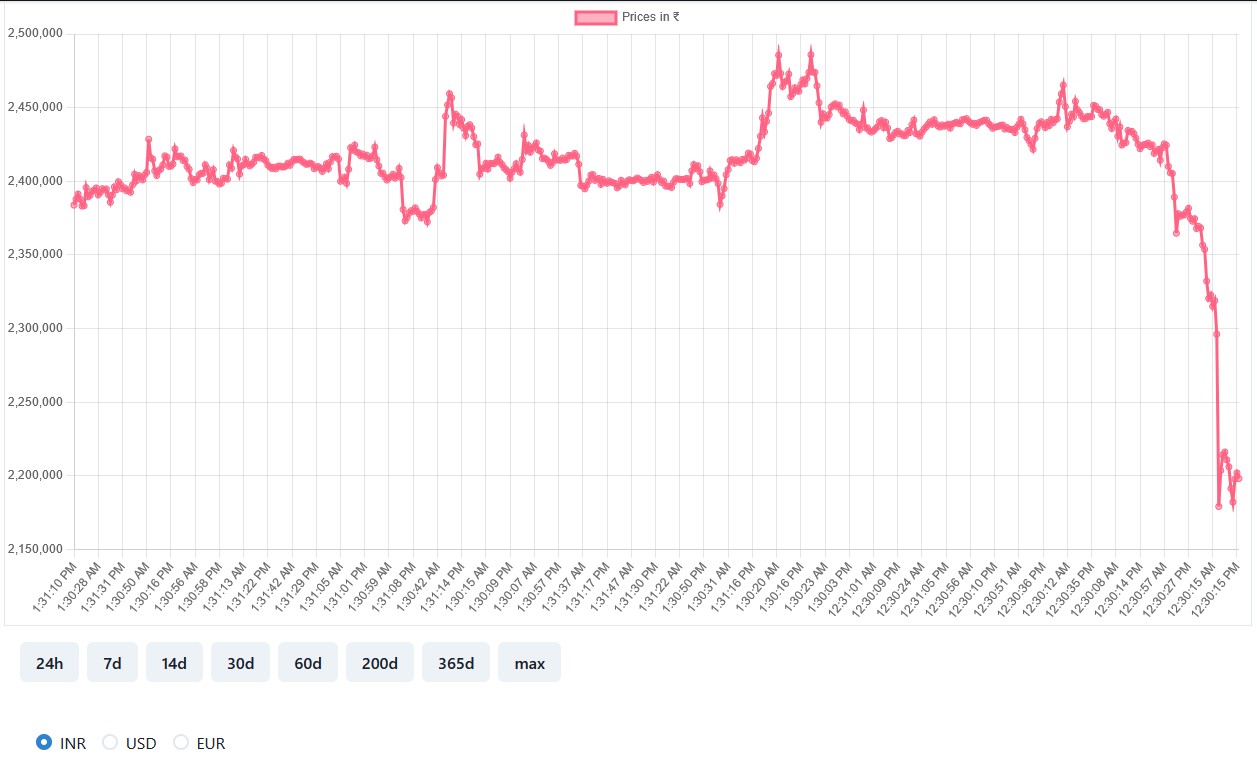 Prices in ₹
2,500,000
2,450,000
2,400,000
2,350,000
2,300,000
2,250,000
2,200,000
2,150,000
1:31:10 PM
1:30:28 AM
1:31:31 PM
1:30:50 AM
1:30:16 PM
1:30:56 AM
1:30:58 PM
1:31:13 AM
1:31:22 PM
1:31:42 AM
1:31:29 PM
1:31:05 AM
1:31:01 PM
1:30:59 AM
1:31:08 PM
1:30:42 AM
1:31:14 PM
1:30:15 AM
1:30:09 PM
1:30:07 AM
1:30:57 PM
1:31:37 AM
1:31:17 PM
1:31:47 AM
1:31:30 PM
1:31:22 AM
1:30:50 PM
1:30:31 AM
1:31:16 PM
1:30:20 AM
1:30:16 PM
1:30:23 AM
1:30:03 PM
12:31:01 AM
12:31:09 PM
12:30:24 AM
12:31:05 PM
12:30:56 AM
12:30:10 PM
12:30:51 AM
12:30:36 PM
12:30:12 AM
12:30:35 PM
12:30:08 AM
12:30:14 PM
12:30:57 AM
12:30:27 PM
12:30:15 AM
12:30:15 PM
24h 7d 14d 30d 60d 200d 365d max
INR USD EUR